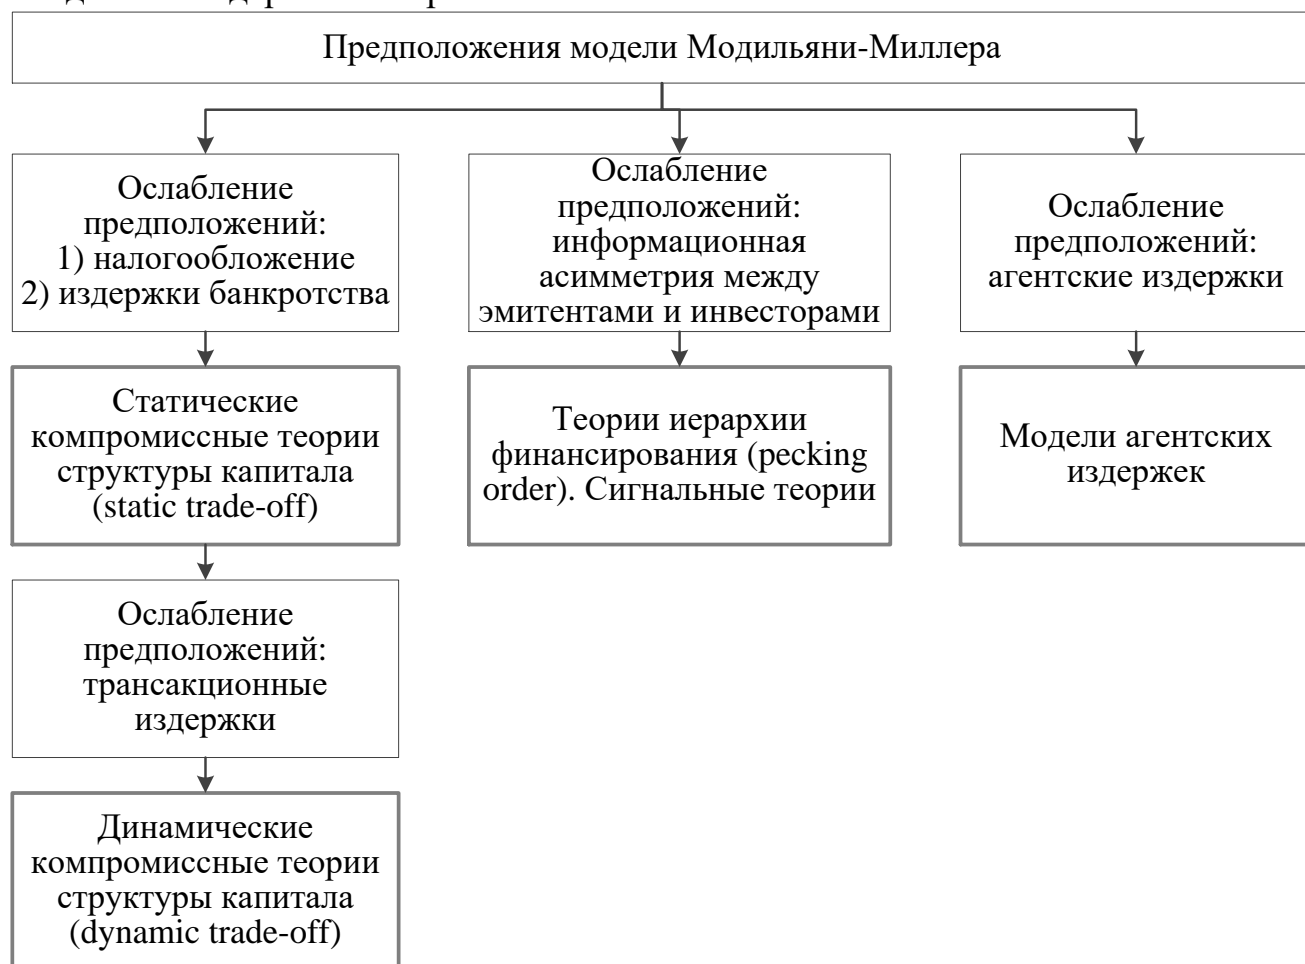 Предположения модели Модильяни-Миллера
Ослабление
предположений:
1) налогообложение
2) издержки банкротства
Ослабление
предположений:
информационная
асимметрия между
эмитентами и инвесторами
Ослабление
предположений:
агентские издержки
Статические
компромиссные теории
структуры капитала
(static trade-off)
Теории иерархии
финансирования (pecking
order). Сигнальные теории
Модели агентских
издержек
Ослабление
предположений:
трансакционные
издержки
Динамические
компромиссные теории
структуры капитала
(dynamic trade-off)